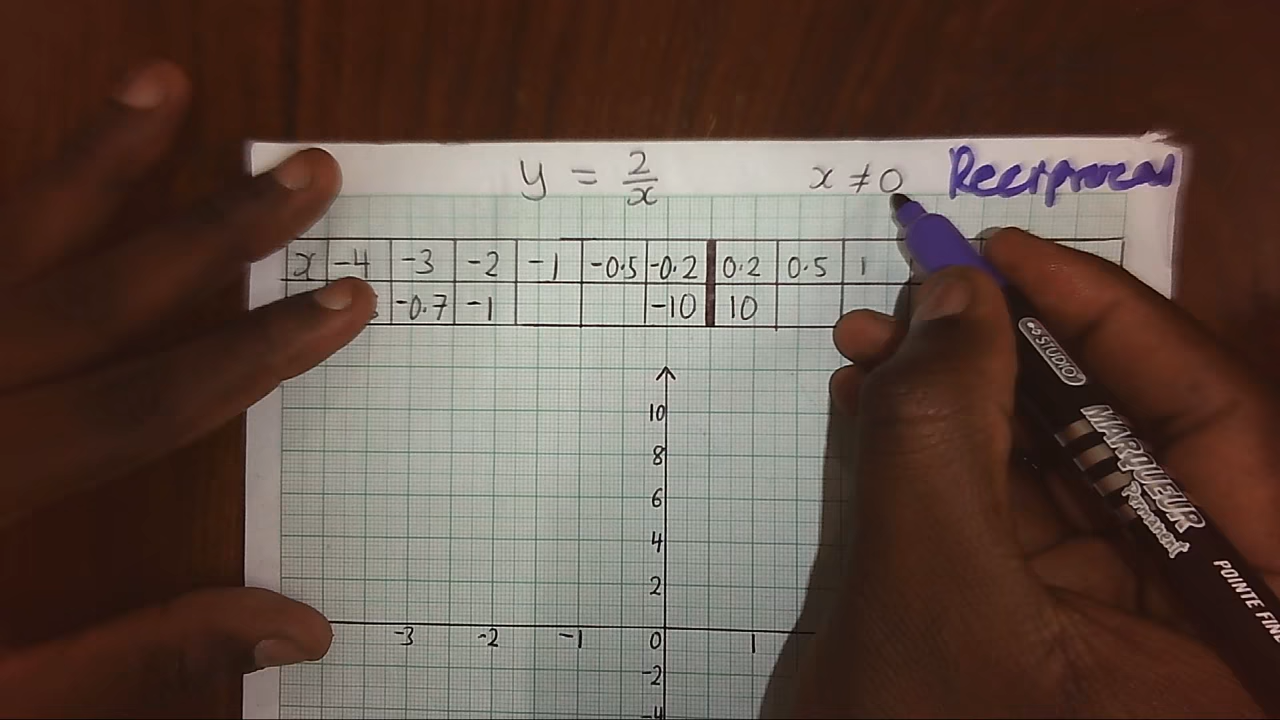 y = 2/x x ≠ 0 Reciprocal
x -4 -3 -2 -1 -0.5 -0.2 0.2 0.5 1
-0.7 -1 -10 10
10
8
6
4
2
-3 -2 -1 0 1
-2
-4
STUDIO
MARQUEUR
Permanent
POINTE FINE